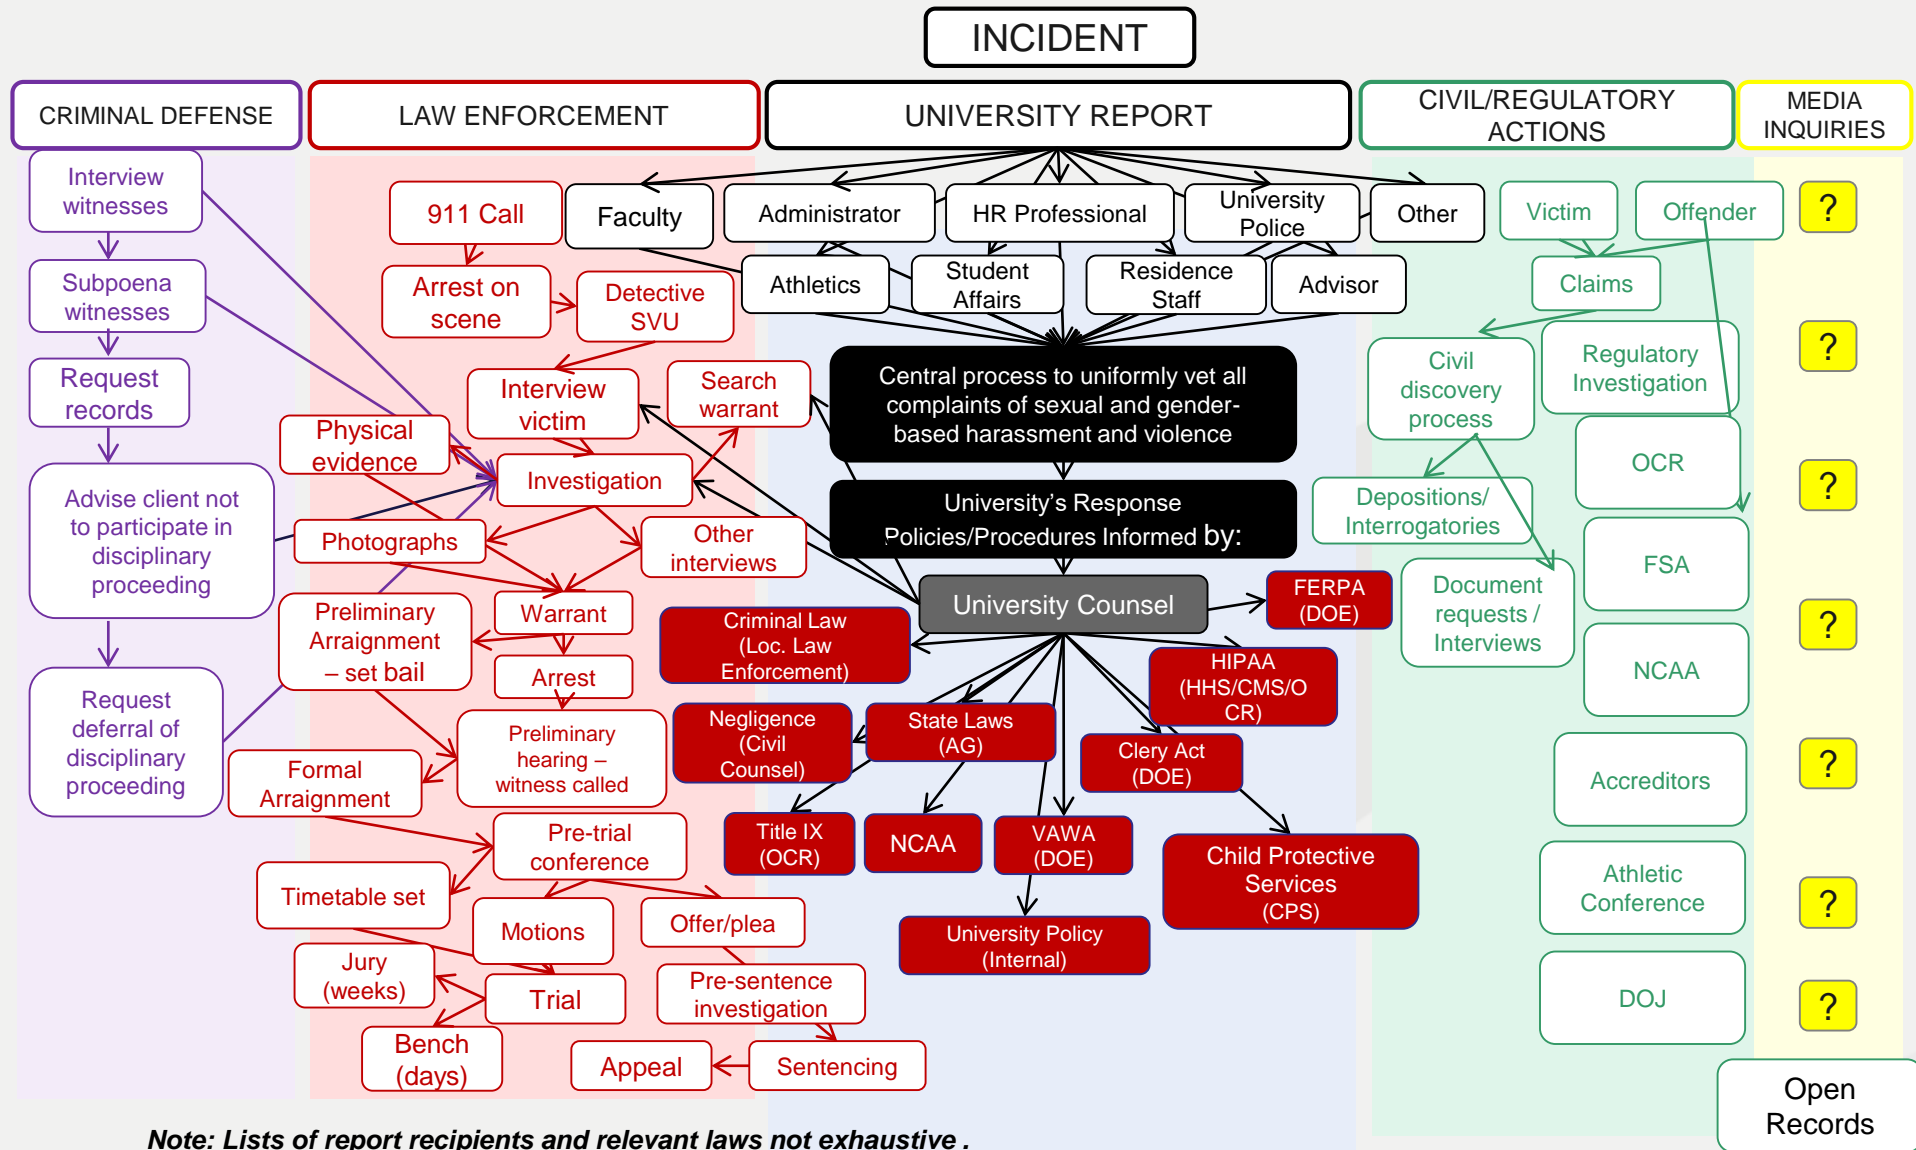 INCIDENT
CRIMINAL DEFENSE
LAW ENFORCEMENT
UNIVERSITY REPORT
CIVIL/REGULATORY
ACTIONS
MEDIA
INQUIRIES
Interview
witnesses
Subpoena
witnesses
Request
records
Advise client not
to participate in
disciplinary
proceeding
Request
deferral of
disciplinary
proceeding
911 Call
Arrest on
scene
Detective
SVU
Interview
victim
Search
warrant
Physical
evidence
Investigation
Photographs
Other
interviews
Preliminary
Arraignment
– set bail
Warrant
Arrest
Preliminary
hearing –
witness called
Formal
Arraignment
Pre-trial
conference
Timetable set
Motions
Offer/plea
Jury
(weeks)
Trial
Pre-sentence
investigation
Bench
(days)
Appeal
Sentencing
Faculty
Administrator
HR Professional
University
Police
Other
Athletics
Student
Affairs
Residence
Staff
Advisor
Central process to uniformly vet all
complaints of sexual and gender-
based harassment and violence
University’s Response
Policies/Procedures Informed by:
University Counsel
FERPA
(DOE)
Criminal Law
(Loc. Law
Enforcement)
HIPAA
(HHS/CMS/O
CR)
Negligence
(Civil
Counsel)
State Laws
(AG)
Clery Act
(DOE)
Title IX
(OCR)
NCAA
VAWA
(DOE)
Child Protective
Services
(CPS)
University Policy
(Internal)
Victim
Offender
Claims
Civil
discovery
process
Regulatory
Investigation
OCR
Depositions/
Interrogatories
FSA
Document
requests /
Interviews
NCAA
Accreditors
Athletic
Conference
DOJ
?
?
?
?
?
?
?
Open
Records
Note: Lists of report recipients and relevant laws not exhaustive .